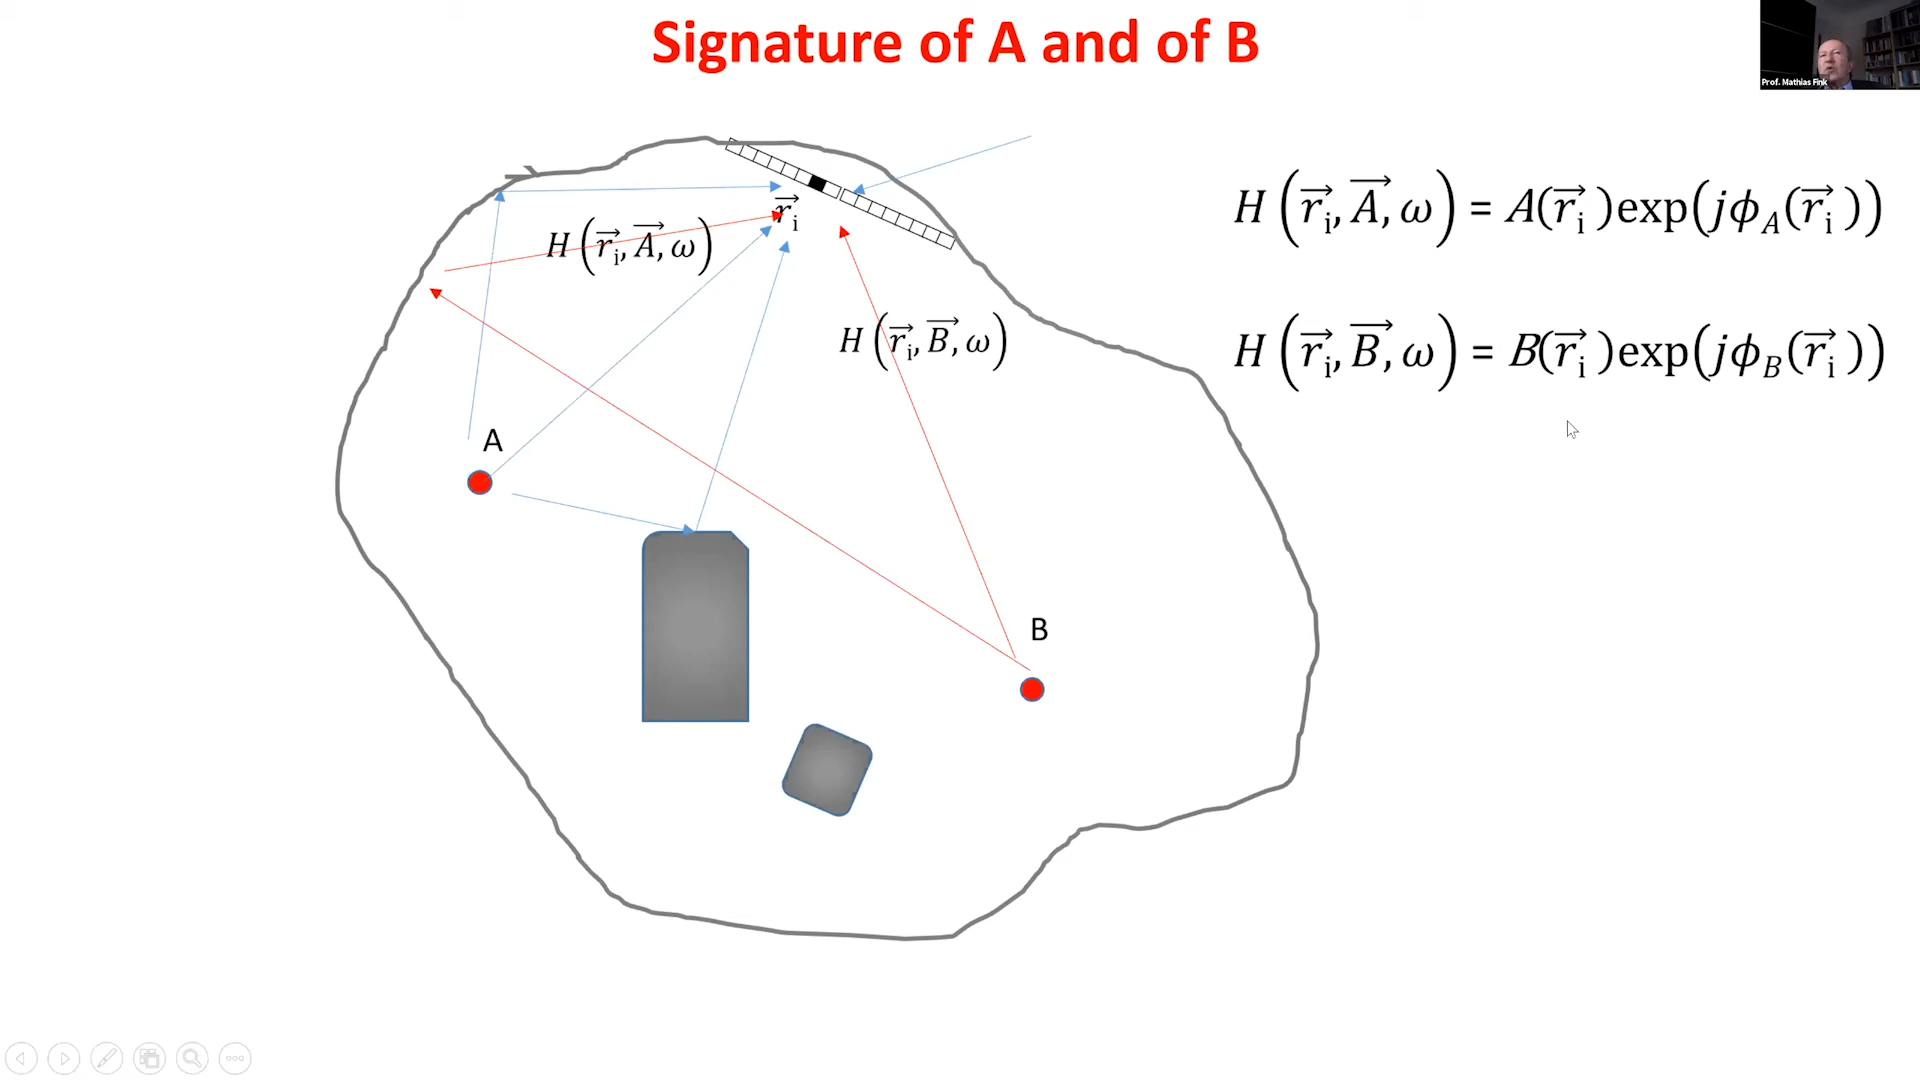 Signature of A and of B
Prof. Mathias Fink
H(r⃗ᵢ, A⃗, ω) = A(r⃗ᵢ)exp(jϕ_A(r⃗ᵢ))
r⃗ᵢ
H(r⃗ᵢ, A⃗, ω)
H(r⃗ᵢ, B⃗, ω)
H(r⃗ᵢ, B⃗, ω) = B(r⃗ᵢ)exp(jϕ_B(r⃗ᵢ))
A
B